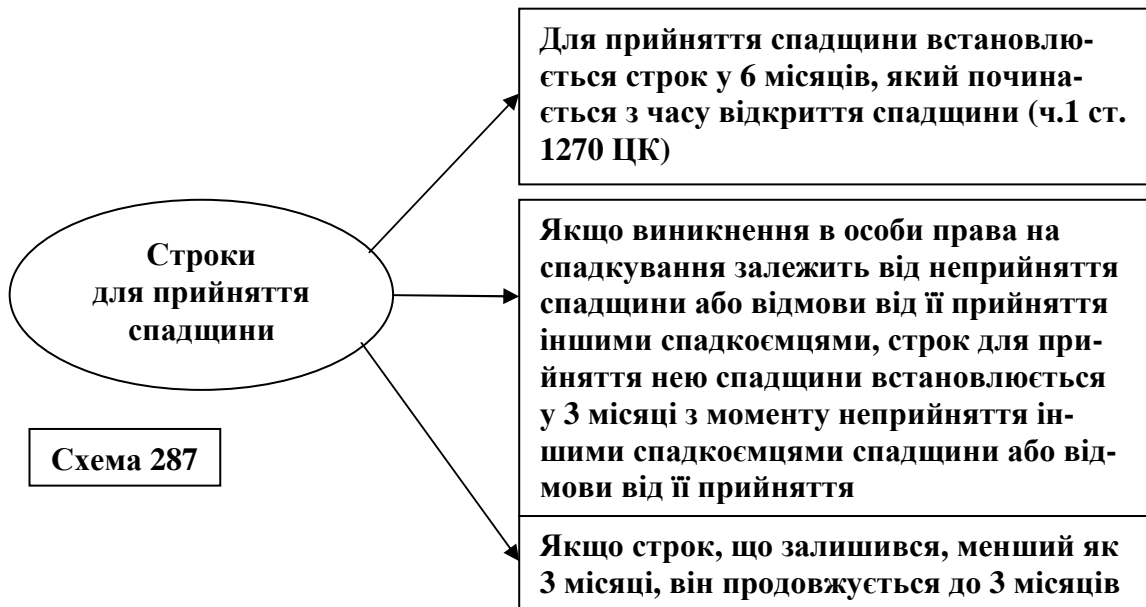 Для прийняття спадщини встановлю-
ється строк у 6 місяців, який почина-
ється з часу відкриття спадщини (ч.1 ст.
1270 ЦК)
Строки
для прийняття
спадщини
Якщо виникнення в особи права на
спадкування залежить від неприйняття
спадщини або відмови від її прийняття
іншими спадкоємцями, строк для при-
йняття нею спадщини встановлюється
у 3 місяці з моменту неприйняття ін-
шими спадкоємцями спадщини або від-
мови від її прийняття
Схема 287
Якщо строк, що залишився, менший як
3 місяці, він продовжується до 3 місяців